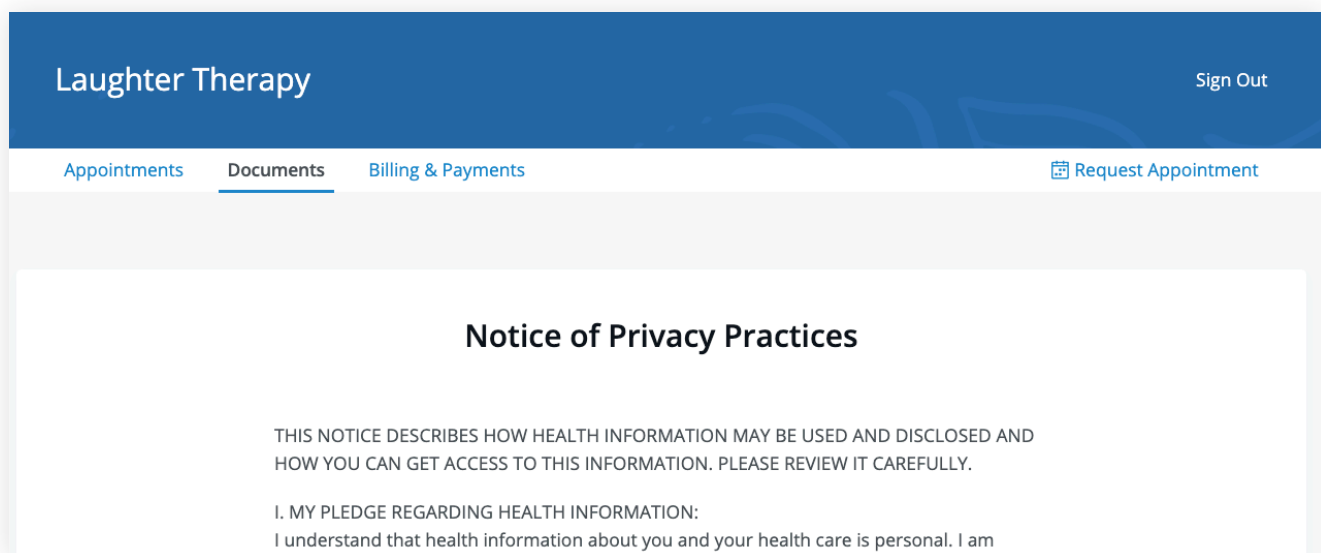 Laughter Therapy
Sign Out
Appointments Documents Billing & Payments Request Appointment
Notice of Privacy Practices
THIS NOTICE DESCRIBES HOW HEALTH INFORMATION MAY BE USED AND DISCLOSED AND
HOW YOU CAN GET ACCESS TO THIS INFORMATION. PLEASE REVIEW IT CAREFULLY.
I. MY PLEDGE REGARDING HEALTH INFORMATION:
I understand that health information about you and your health care is personal. I am